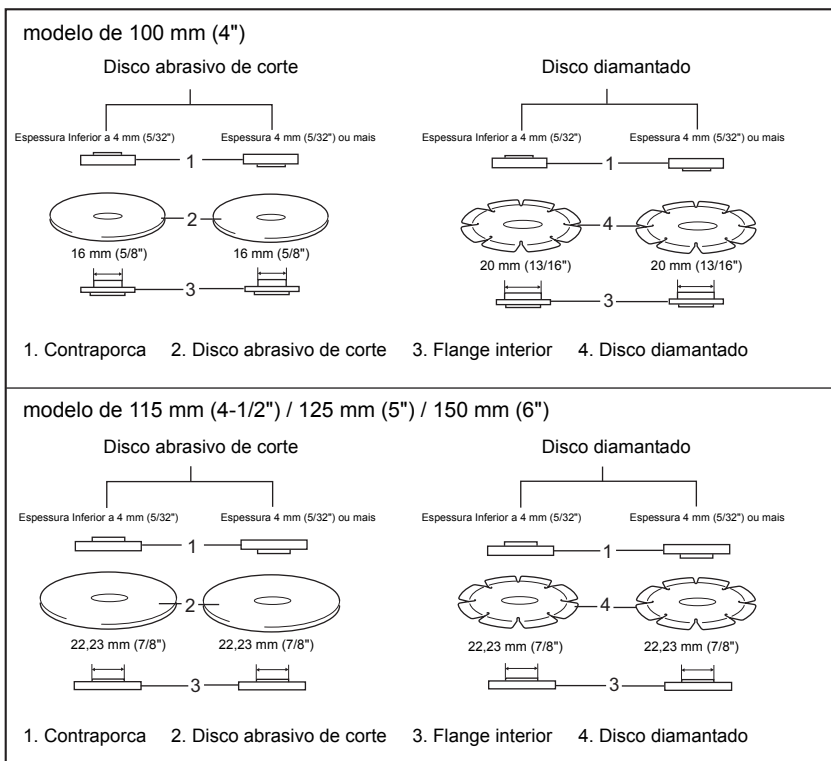 modelo de 100 mm (4")
Disco abrasivo de corte
Disco diamantado
Espessura Inferior a 4 mm (5/32")
Espessura 4 mm (5/32") ou mais
Espessura Inferior a 4 mm (5/32")
Espessura 4 mm (5/32") ou mais
1
1
2
4
16 mm (5/8")
16 mm (5/8")
20 mm (13/16")
20 mm (13/16")
3
3
1. Contraporca 2. Disco abrasivo de corte 3. Flange interior 4. Disco diamantado
modelo de 115 mm (4-1/2") / 125 mm (5") / 150 mm (6")
Disco abrasivo de corte
Disco diamantado
Espessura Inferior a 4 mm (5/32")
Espessura 4 mm (5/32") ou mais
Espessura Inferior a 4 mm (5/32")
Espessura 4 mm (5/32") ou mais
1
1
2
4
22,23 mm (7/8")
22,23 mm (7/8")
22,23 mm (7/8")
22,23 mm (7/8")
3
3
1. Contraporca 2. Disco abrasivo de corte 3. Flange interior 4. Disco diamantado